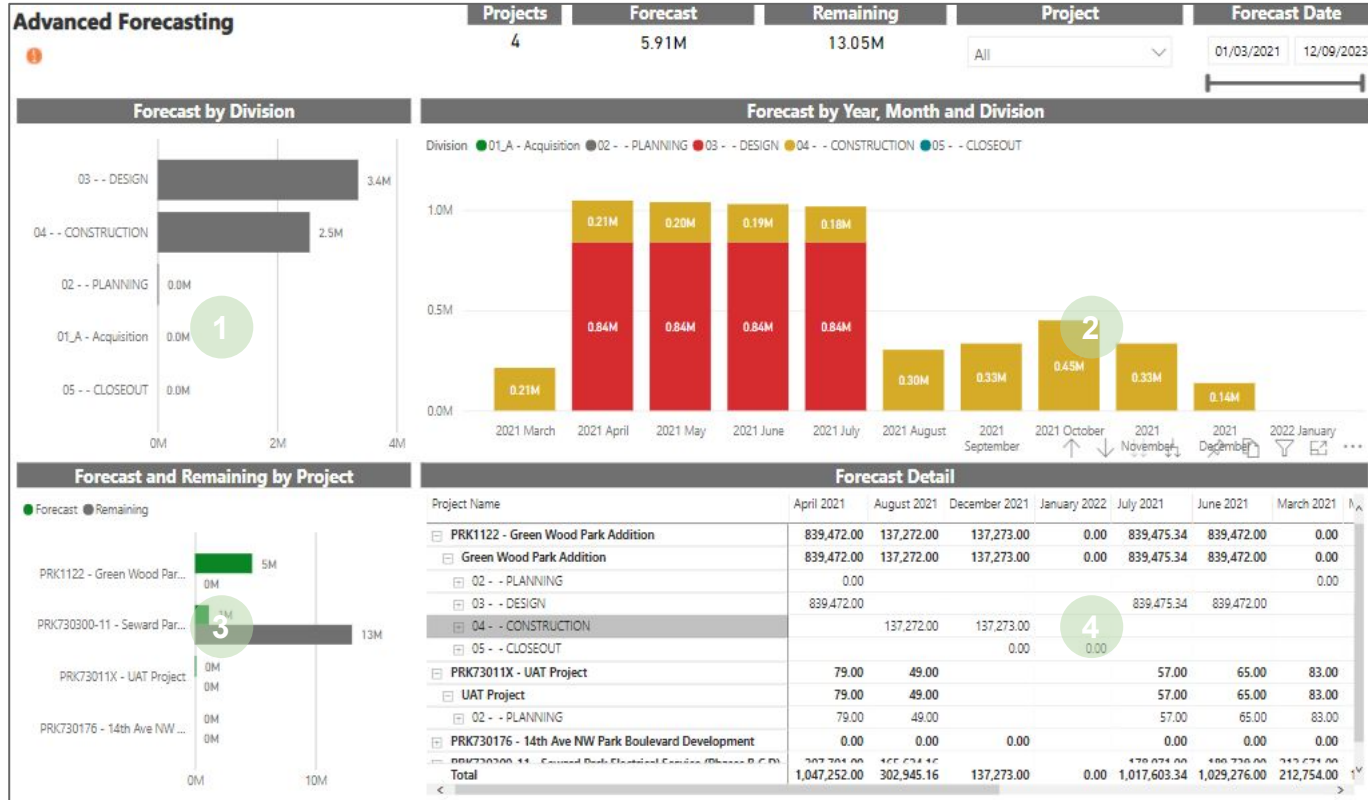 Advanced Forecasting
Projects
4
Forecast
5.91M
Remaining
13.05M
Project
All
Forecast Date
01/03/2021 12/09/2023
Forecast by Division
03 - - DESIGN 3.4M
04 - - CONSTRUCTION 2.5M
02 - - PLANNING 0.0M
01_A - Acquisition 0.0M
05 - - CLOSEOUT 0.0M
0M 2M 4M
1
Forecast by Year, Month and Division
Division 01_A - Acquisition 02 - - PLANNING 03 - - DESIGN 04 - - CONSTRUCTION 05 - - CLOSEOUT
1.0M
0.5M
0.0M
0.21M 0.20M 0.19M 0.18M
0.84M 0.84M 0.84M 0.84M
0.21M 0.30M 0.33M 0.45M 0.33M 0.14M
2021 March 2021 April 2021 May 2021 June 2021 July 2021 August 2021 September 2021 October 2021 November 2021 December 2022 January
2
Forecast and Remaining by Project
Forecast Remaining
PRK1122 - Green Wood Par... 5M
0M
PRK730300-11 - Seward Par... 1M
13M
PRK73011X - UAT Project 0M
0M
PRK730176 - 14th Ave NW ... 0M
0M
0M 10M
3
Forecast Detail
Project Name April 2021 August 2021 December 2021 January 2022 July 2021 June 2021 March 2021
PRK1122 - Green Wood Park Addition 839,472.00 137,272.00 137,273.00 0.00 839,475.34 839,472.00 0.00
Green Wood Park Addition 839,472.00 137,272.00 137,273.00 0.00 839,475.34 839,472.00 0.00
02 - - PLANNING 0.00 0.00
03 - - DESIGN 839,472.00 839,475.34 839,472.00
04 - - CONSTRUCTION 137,272.00 137,273.00
05 - - CLOSEOUT 0.00 0.00
PRK73011X - UAT Project 79.00 49.00 57.00 65.00 83.00
UAT Project 79.00 49.00 57.00 65.00 83.00
02 - - PLANNING 79.00 49.00 57.00 65.00 83.00
PRK730176 - 14th Ave NW Park Boulevard Development 0.00 0.00 0.00 0.00 0.00 0.00
Total 1,047,252.00 302,945.16 137,273.00 0.00 1,017,603.34 1,029,276.00 212,754.00
4